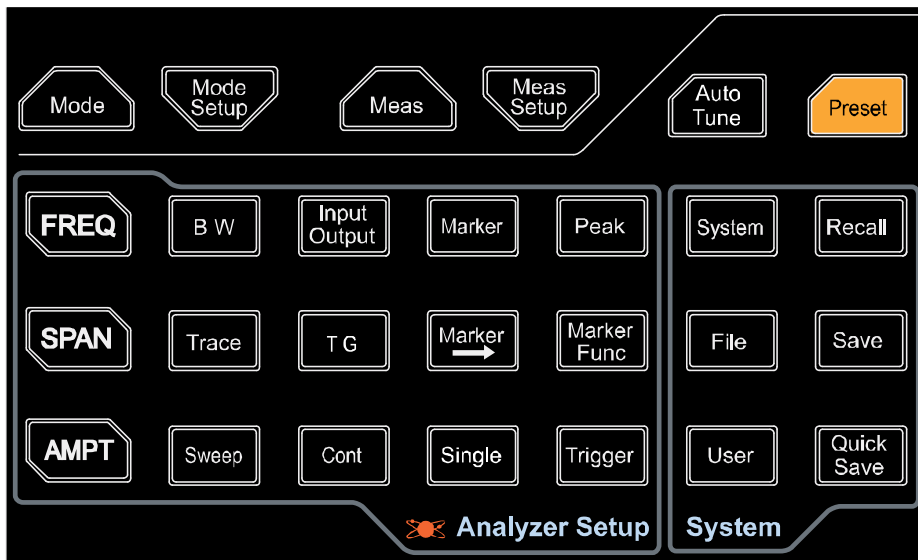 Mode
Mode
Setup
Meas
Meas
Setup
Auto
Tune
Preset
FREQ
B W
Input
Output
Marker
Peak
System
Recall
SPAN
Trace
T G
Marker
Marker
Func
File
Save
AMPT
Sweep
Cont
Single
Trigger
User
Quick
Save
Analyzer Setup
System